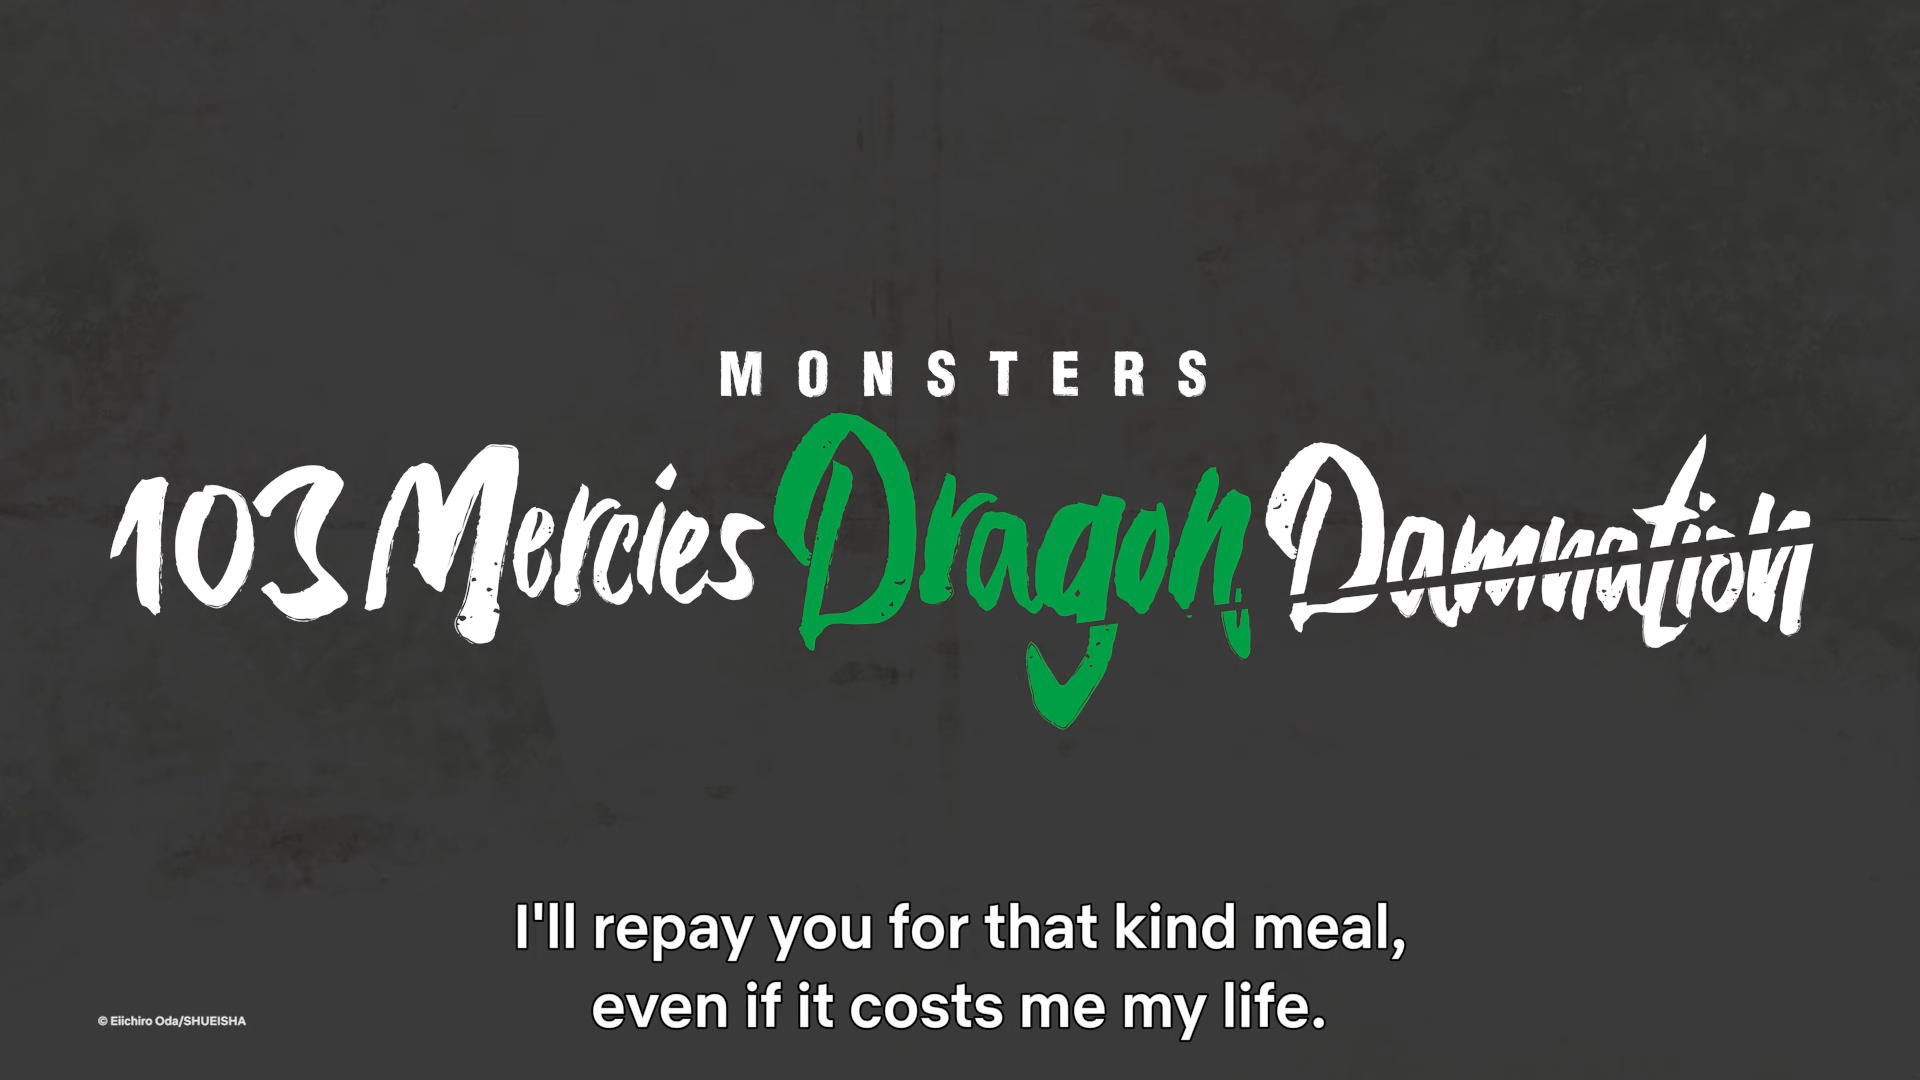 MONSTERS
103 Mercies Dragon Damnation
I'll repay you for that kind meal,
even if it costs me my life.
© Eiichiro Oda/SHUEISHA